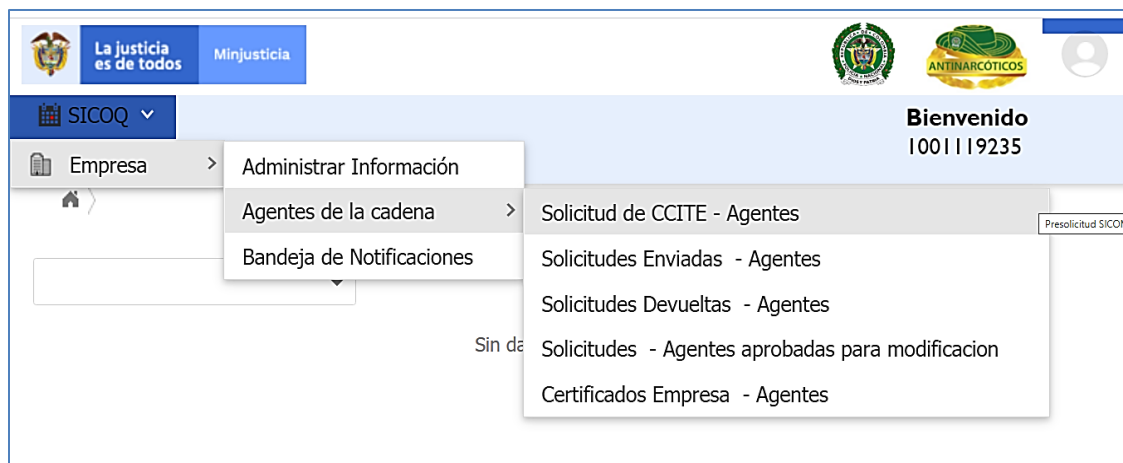 La justicia
es de todos
Minjusticia
ANTINARCÓTICOS
SICOQ
Bienvenido
1001119235
Empresa
Administrar Información
Agentes de la cadena
Bandeja de Notificaciones
Solicitud de CCITE - Agentes
Presolicitud SICO
Solicitudes Enviadas - Agentes
Solicitudes Devueltas - Agentes
Sin da
Solicitudes - Agentes aprobadas para modificacion
Certificados Empresa - Agentes